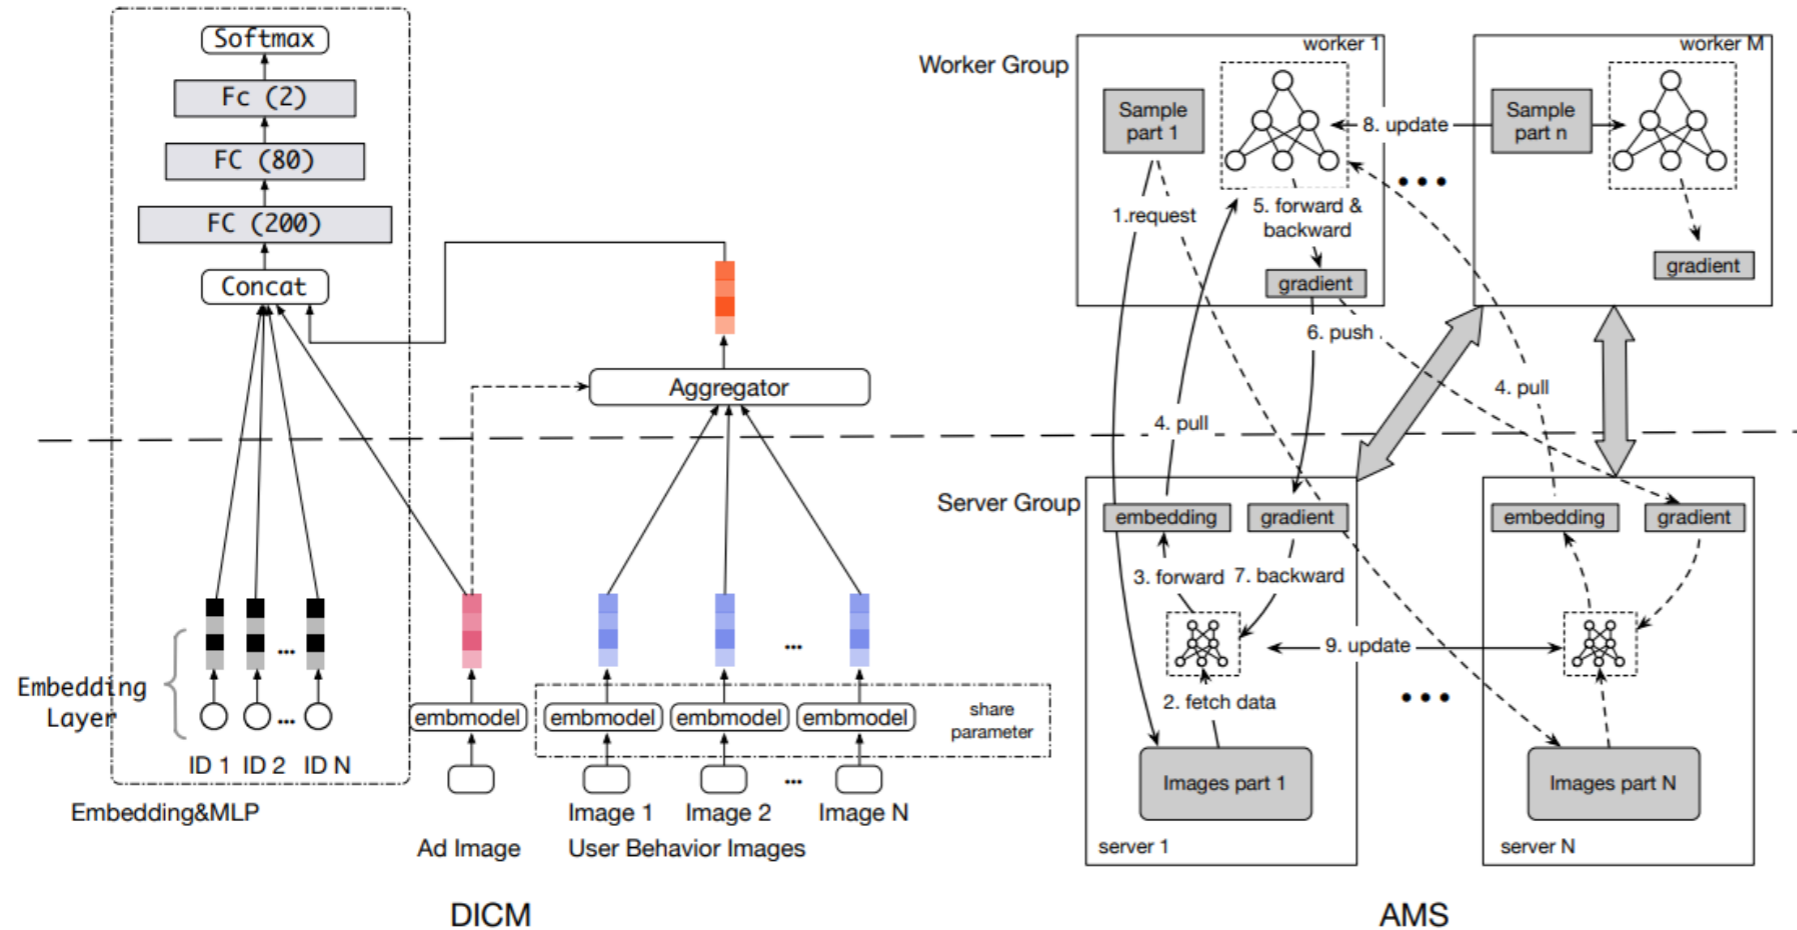 Softmax
Fc (2)
FC (80)
FC (200)
Concat
Aggregator
Embedding
Layer
...
...
...
embmodel
embmodel
embmodel
embmodel
share
parameter
ID 1
ID 2
ID N
...
Embedding&MLP
Image 1
Image 2
Image N
Ad Image
User Behavior Images
DICM
Worker Group
worker 1
worker M
Sample
part 1
8. update
Sample
part n
...
1.request
5. forward &
backward
gradient
gradient
6. push
4. pull
4. pull
Server Group
embedding
gradient
embedding
gradient
3. forward
7. backward
9. update
2. fetch data
...
Images part 1
Images part N
server 1
server N
AMS